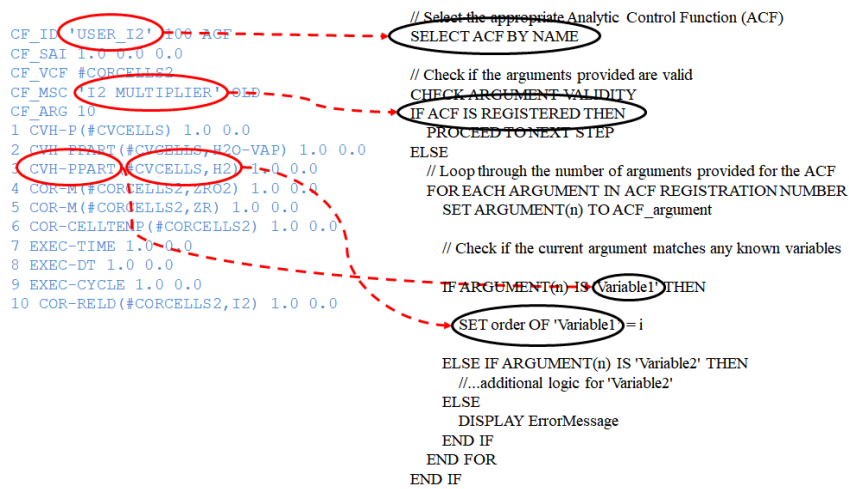 CF_ID 'USER_I2' 100 ACF
CF_SAI 1.0 0.0 0.0
CF_VCF #CORCELLS2
CF_MSC 'I2 MULTIPLIER' OLD
CF_ARG 10
1 CVH-P(#CVCELLS) 1.0 0.0
2 CVH-PPART(#CVCELLS,H2O-VAP) 1.0 0.0
3 CVH-PPART(#CVCELLS,H2) 1.0 0.0
4 COR-M(#CORCELLS2,ZRO2) 1.0 0.0
5 COR-M(#CORCELLS2,ZR) 1.0 0.0
6 COR-CELLTEMP(#CORCELLS2) 1.0 0.0
7 EXEC-TIME 1.0 0.0
8 EXEC-DT 1.0 0.0
9 EXEC-CYCLE 1.0 0.0
10 COR-RELD(#CORCELLS2,I2) 1.0 0.0
// Select the appropriate Analytic Control Function (ACF)
SELECT ACF BY NAME
// Check if the arguments provided are valid
CHECK ARGUMENT VALIDITY
IF ACF IS REGISTERED THEN
PROCEED TO NEXT STEP
ELSE
// Loop through the number of arguments provided for the ACF
FOR EACH ARGUMENT IN ACF REGISTRATION NUMBER
SET ARGUMENT(n) TO ACF_argument
// Check if the current argument matches any known variables
IF ARGUMENT(n) IS 'Variable1' THEN
SET order OF 'Variable1' = i
ELSE IF ARGUMENT(n) IS 'Variable2' THEN
//...additional logic for 'Variable2'
ELSE
DISPLAY ErrorMessage
END IF
END FOR
END IF